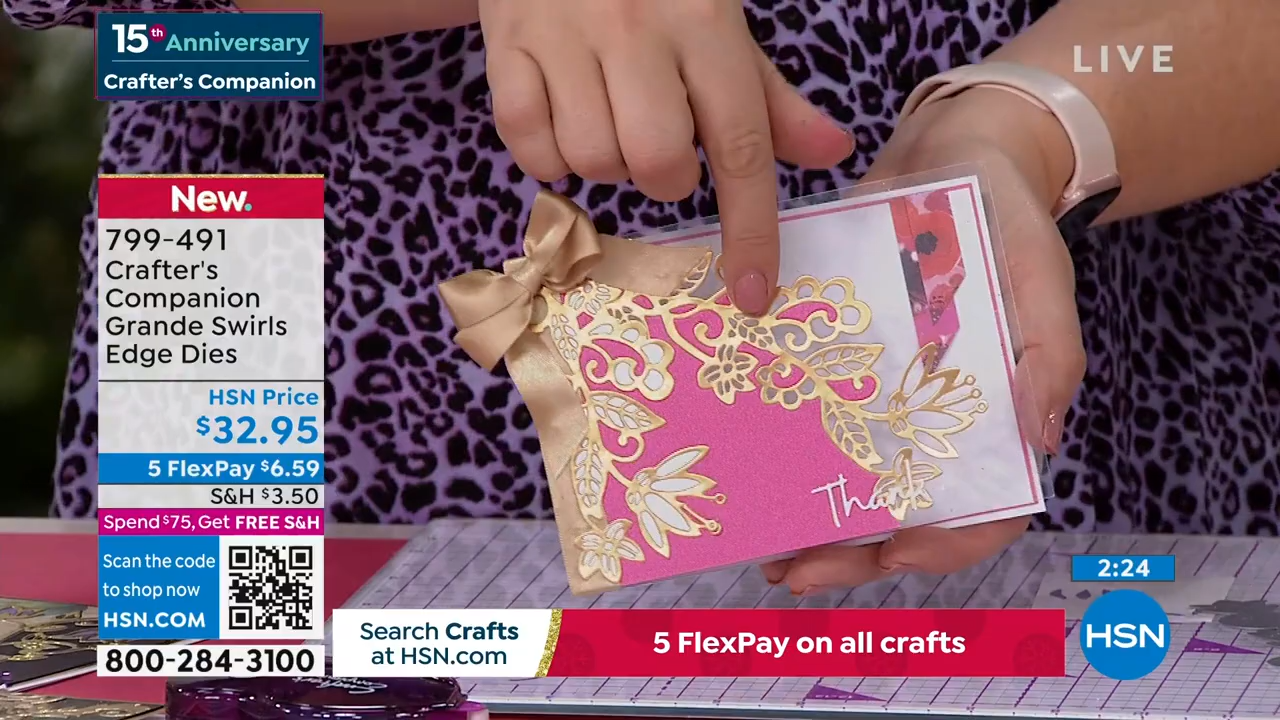 15th Anniversary
Crafter's Companion
LIVE
New.
799-491
Crafter's
Companion
Grande Swirls
Edge Dies
HSN Price
$32.95
5 FlexPay $6.59
S&H $3.50
Spend $75, Get FREE S&H
Scan the code
to shop now
HSN.COM
800-284-3100
Thank
Search Crafts
at HSN.com
5 FlexPay on all crafts
2:24
HSN